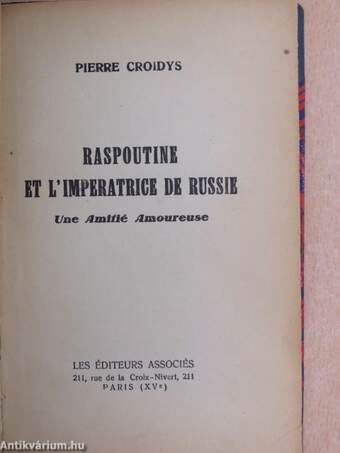 PIERRE CROIDYS
RASPOUTINE
ET L'IMPERATRICE DE RUSSIE
Une Amitié Amoureuse
LES ÉDITEURS ASSOCIÉS
211, rue de la Croix-Nivert, 211
PARIS (XVe)
Antikvárium.hu